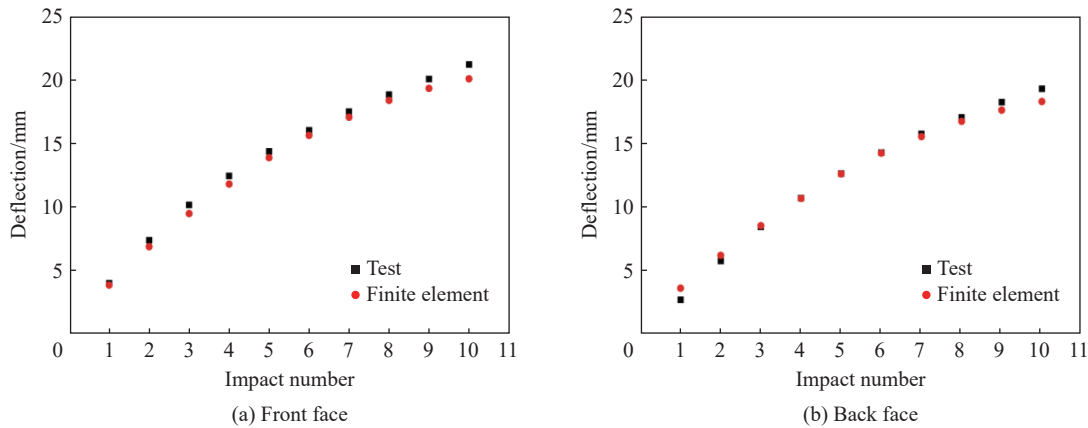 25
20
15
10
5
0
1 2 3 4 5 6 7 8 9 10 11
Deflection/mm
Test
Finite element
Impact number
(a) Front face
25
20
15
10
5
0
1 2 3 4 5 6 7 8 9 10 11
Deflection/mm
Test
Finite element
Impact number
(b) Back face